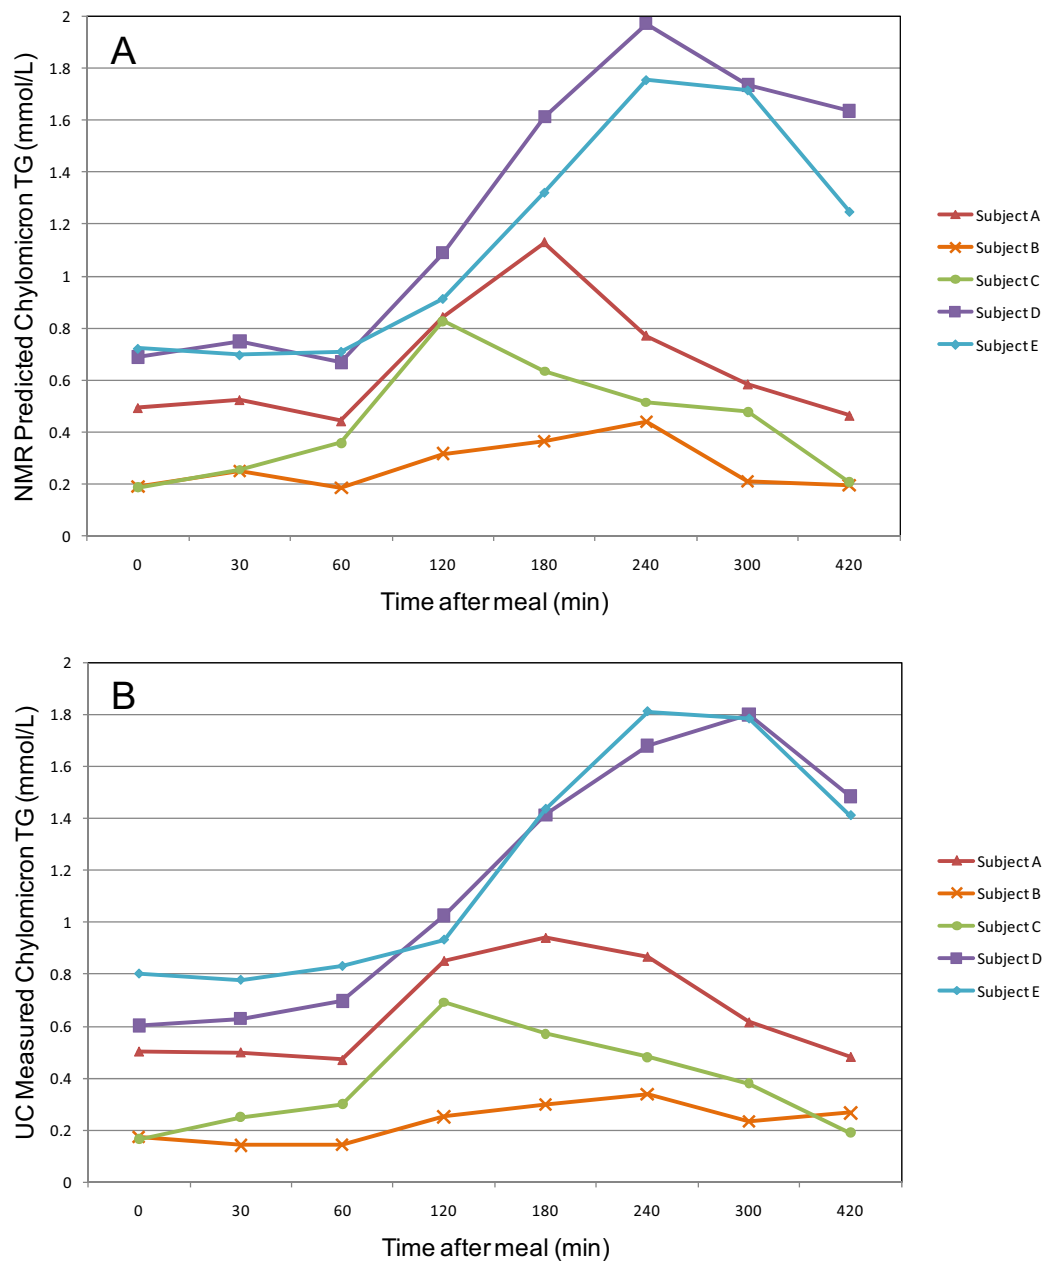 A
NMR Predicted Chylomicron TG (mmol/L)
2
1.8
1.6
1.4
1.2
1
0.8
0.6
0.4
0.2
0
0 30 60 120 180 240 300 420
Time after meal (min)
Subject A
Subject B
Subject C
Subject D
Subject E
B
UC Measured Chylomicron TG (mmol/L)
2
1.8
1.6
1.4
1.2
1
0.8
0.6
0.4
0.2
0
0 30 60 120 180 240 300 420
Time after meal (min)
Subject A
Subject B
Subject C
Subject D
Subject E